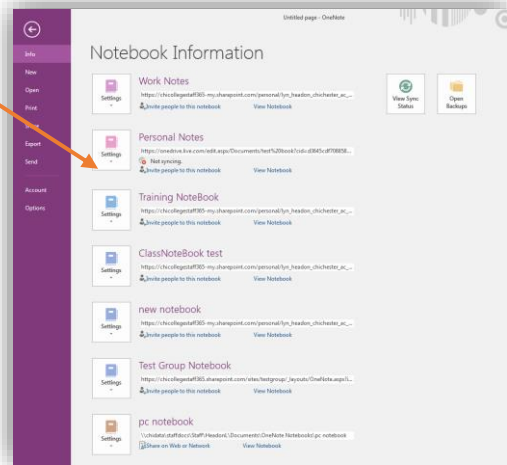 Untitled page - OneNote
Info
New
Open
Print
Export
Send
Account
Options
Notebook Information
Settings
Work Notes
https://chicollegestaff365-my.sharepoint.com/personal/lyn_headon_chichester_ac_...
Invite people to this notebook View Notebook
View Sync Status
Open Backups
Settings
Personal Notes
Not syncing.
Invite people to this notebook View Notebook
Settings
Training NoteBook
https://chicollegestaff365-my.sharepoint.com/personal/lyn_headon_chichester_ac_...
Invite people to this notebook View Notebook
Settings
ClassNoteBook test
https://chicollegestaff365-my.sharepoint.com/personal/lyn_headon_chichester_ac_...
Invite people to this notebook View Notebook
Settings
new notebook
https://chicollegestaff365-my.sharepoint.com/personal/lyn_headon_chichester_ac_...
Invite people to this notebook View Notebook
Settings
Test Group Notebook
https://chicollegestaff365.sharepoint.com/sites/testgroup/_layouts/OneNote.aspx?i...
Invite people to this notebook View Notebook
Settings
pc notebook
Share on Web or Network View Notebook